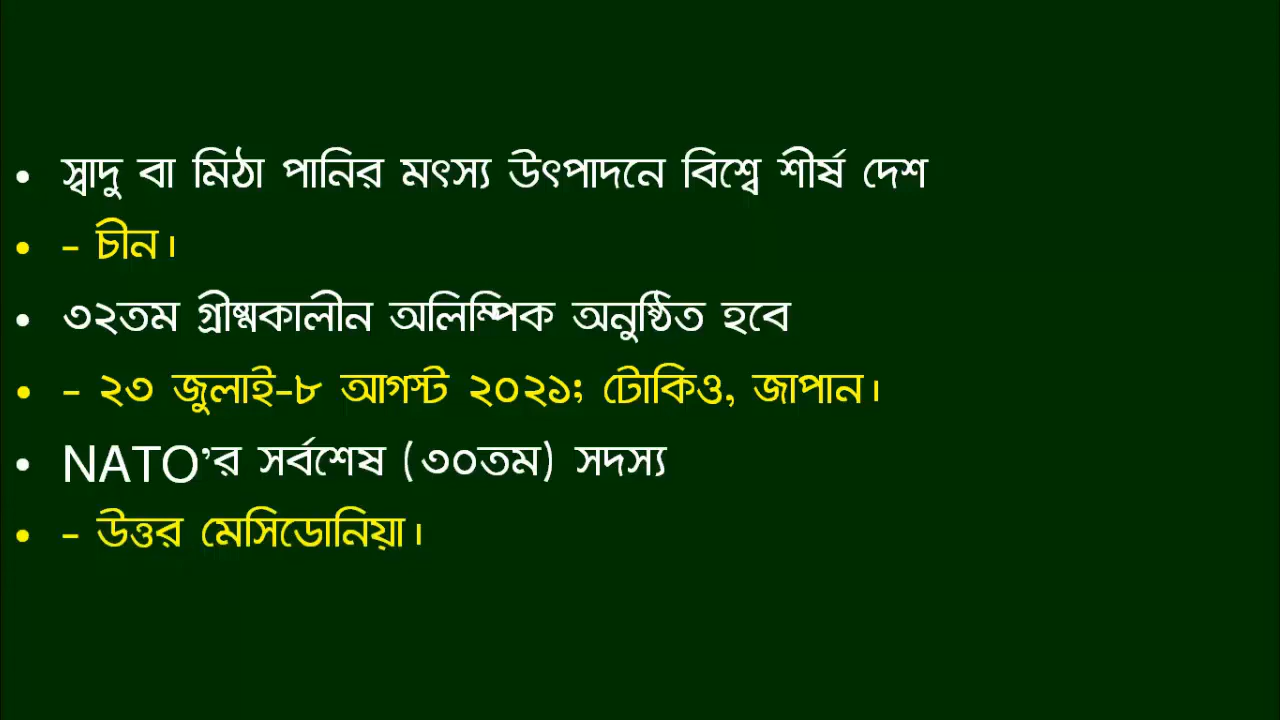 • স্বাদু বা মিঠা পানির মৎস্য উৎপাদনে বিশ্বে শীর্ষ দেশ
• - চীন।
• ৩২তম গ্রীষ্মকালীন অলিম্পিক অনুষ্ঠিত হবে
• - ২৩ জুলাই-৮ আগস্ট ২০২১; টোকিও, জাপান।
• NATO'র সর্বশেষ (৩০তম) সদস্য
• - উত্তর মেসিডোনিয়া।